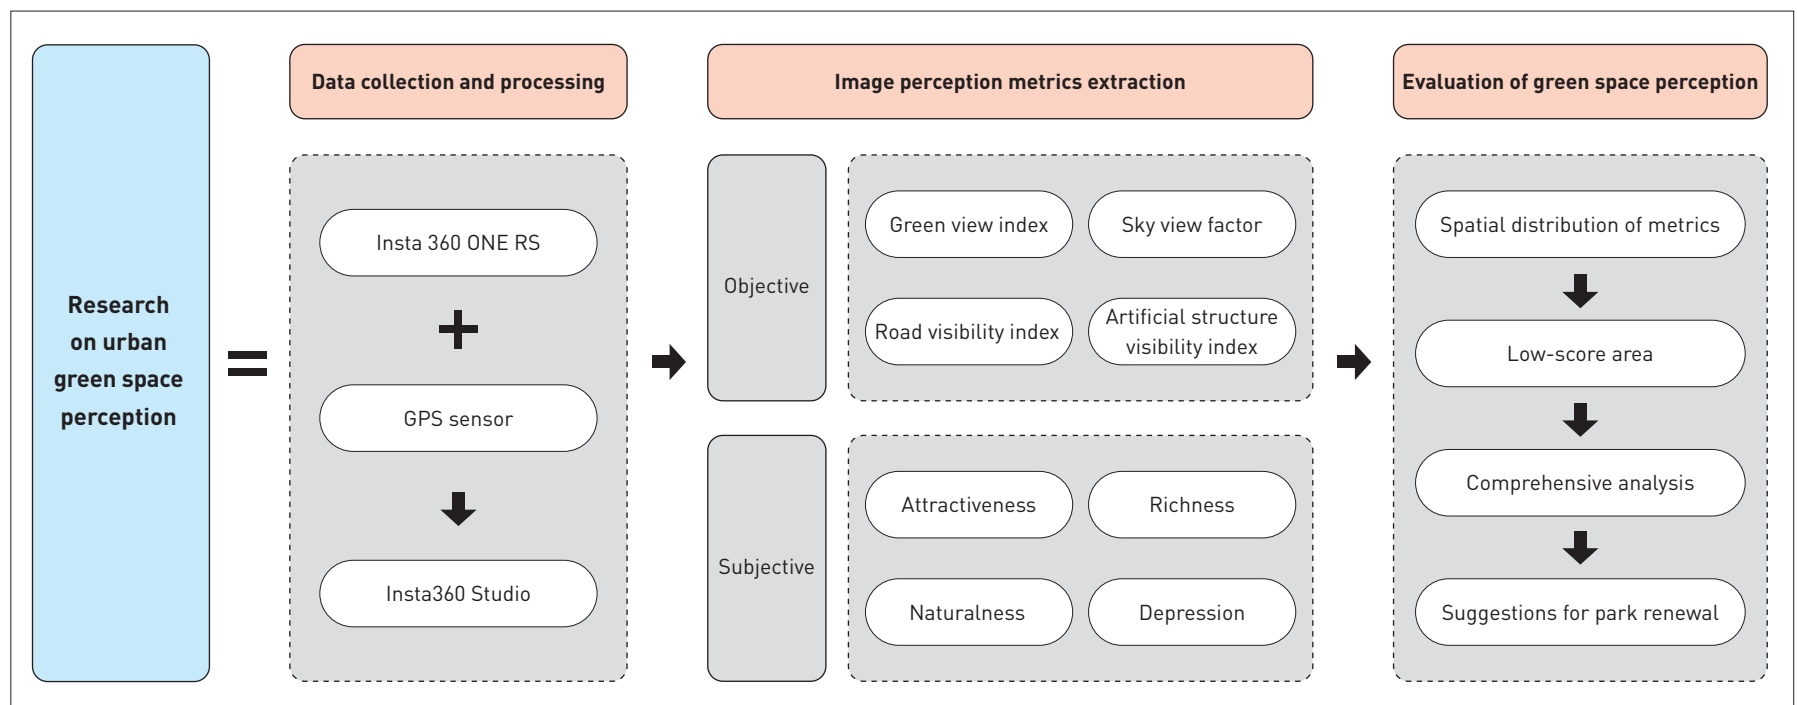 Research
on urban
green space
perception
Data collection and processing
Insta 360 ONE RS
GPS sensor
Insta360 Studio
Image perception metrics extraction
Objective
Green view index
Sky view factor
Road visibility index
Artificial structure
visibility index
Subjective
Attractiveness
Richness
Naturalness
Depression
Evaluation of green space perception
Spatial distribution of metrics
Low-score area
Comprehensive analysis
Suggestions for park renewal